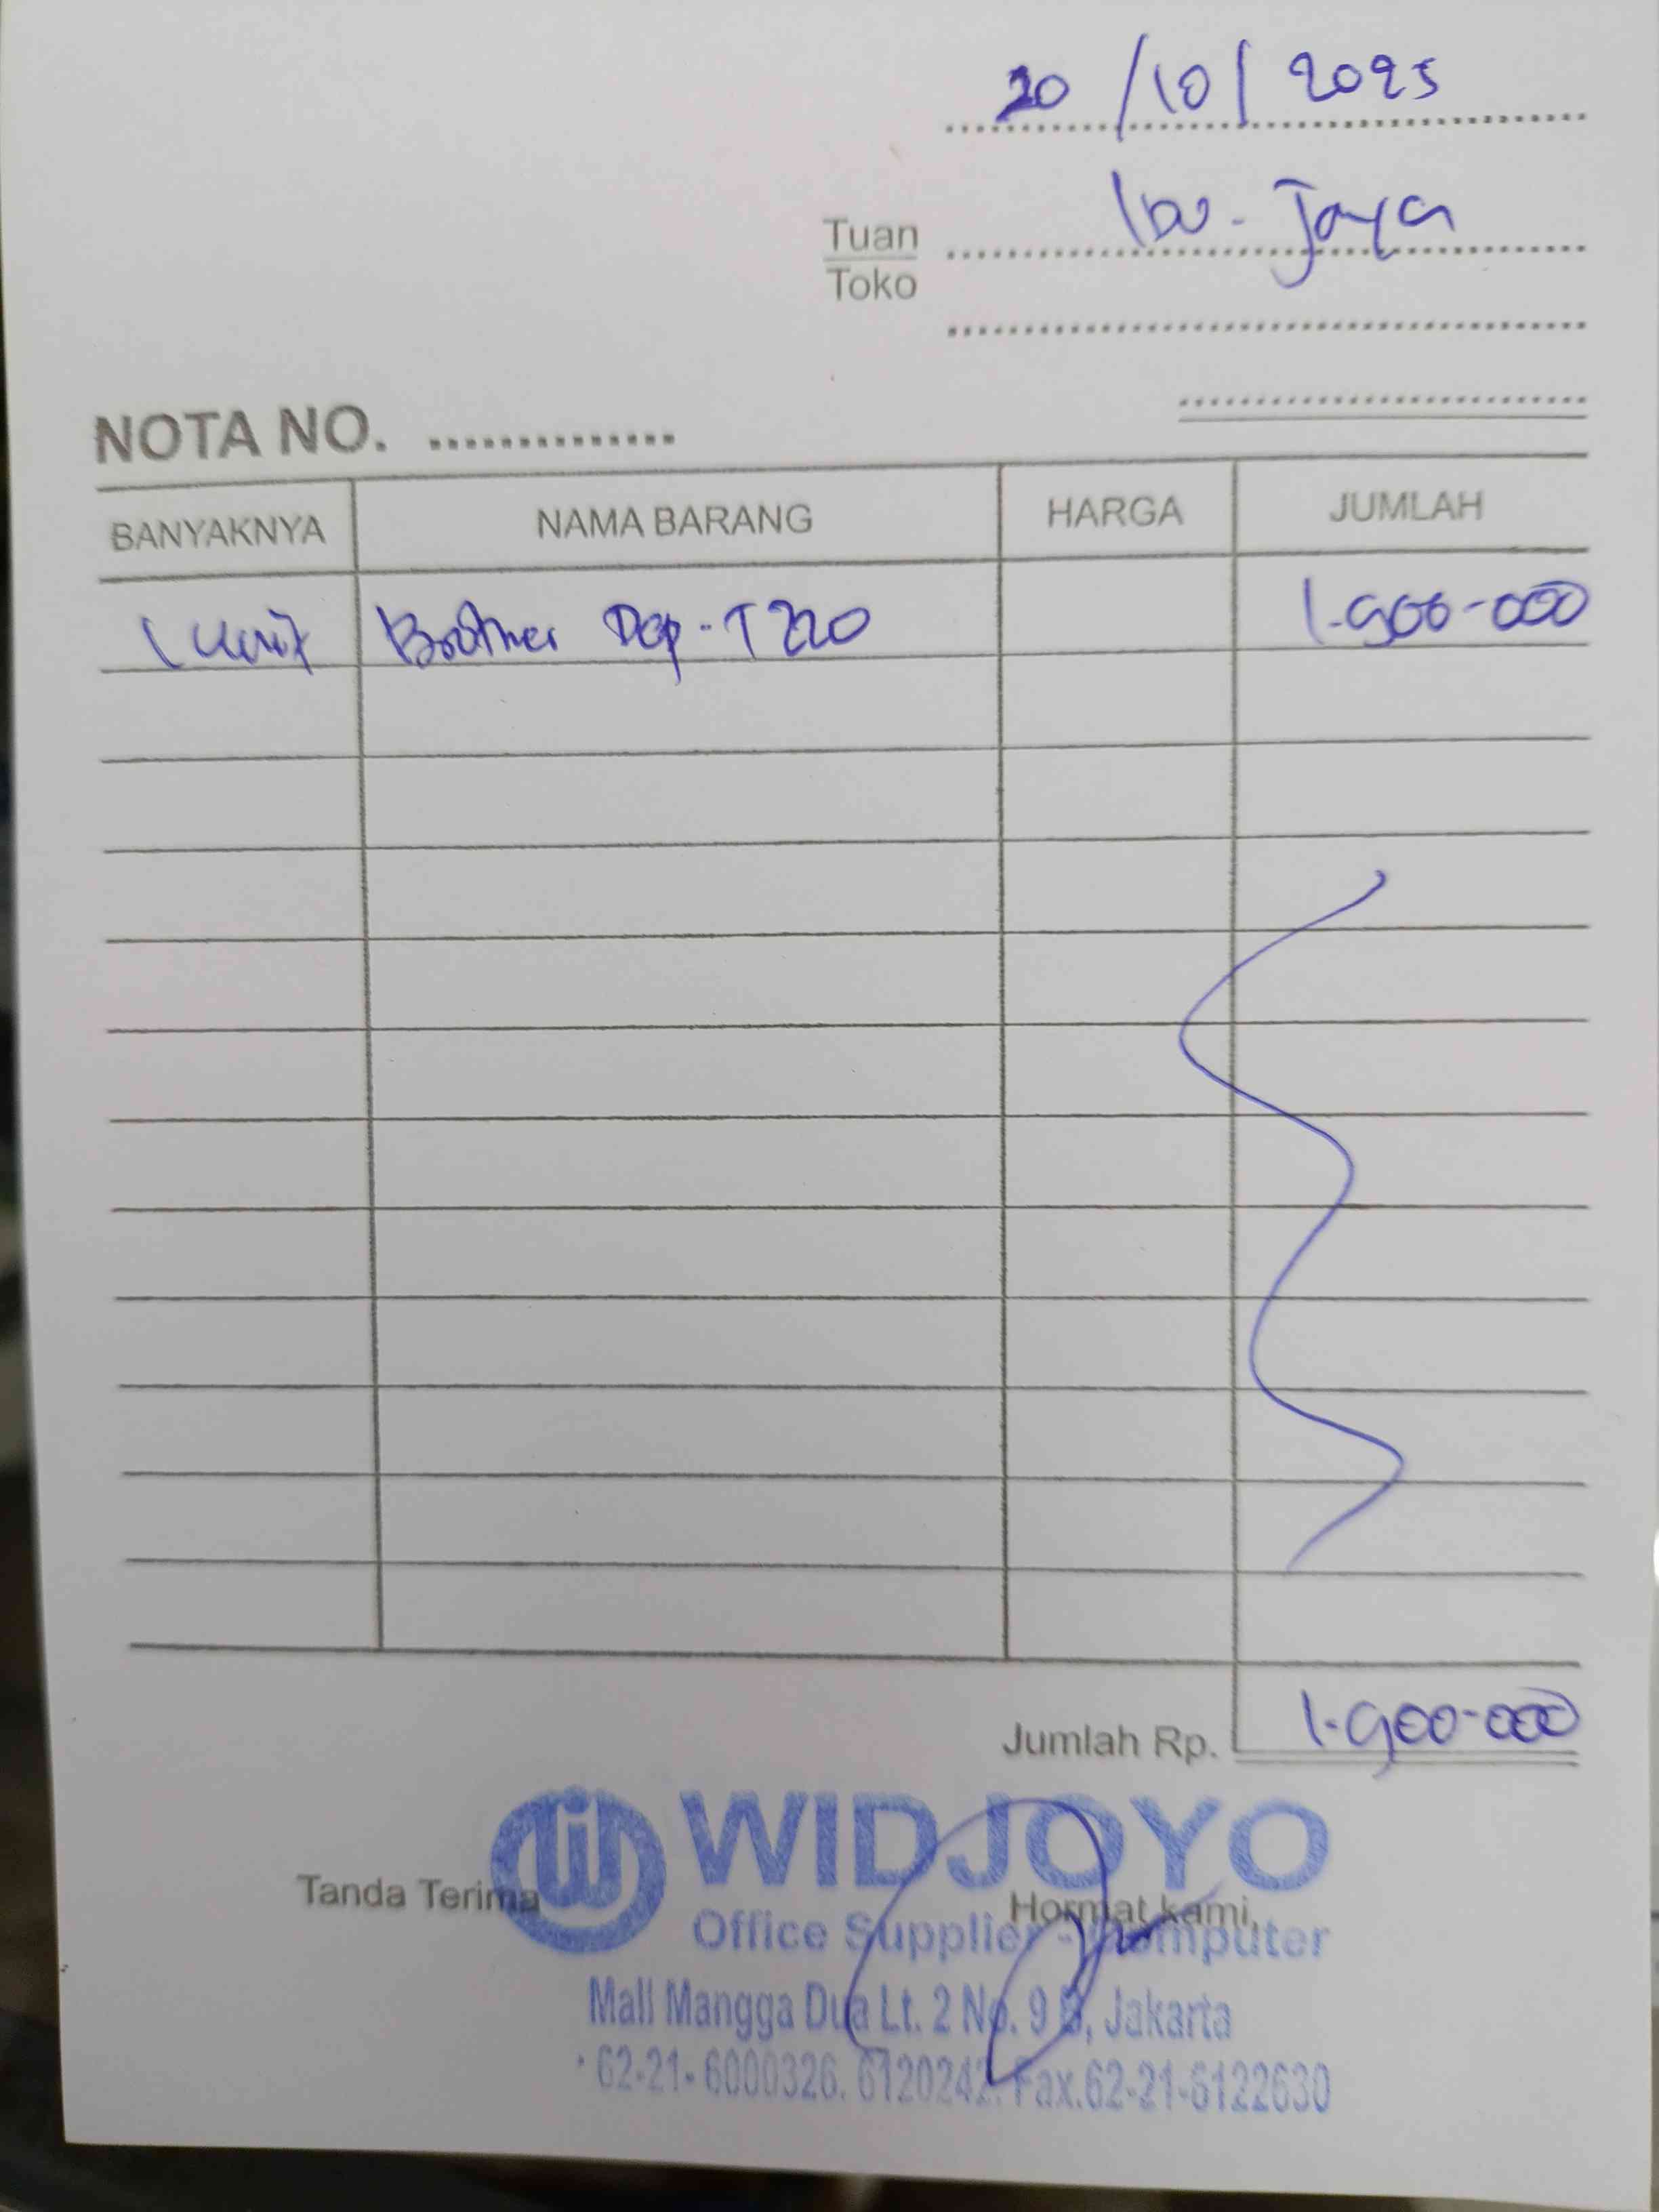 20/10/2025
Tuan
Toko
Ibu - Jaya
NOTA NO. ..............
BANYAKNYA NAMA BARANG HARGA JUMLAH
1 Unit Brother Dcp-T220 1.900-000
Jumlah Rp. 1.900-000
WIDJOYO
Tanda Terima Hormat kami,
Office Supplier - Computer
Mall Mangga Dua Lt. 2 No. 9 B, Jakarta
62-21-6000326. 6120242. Fax.62-21-6122630